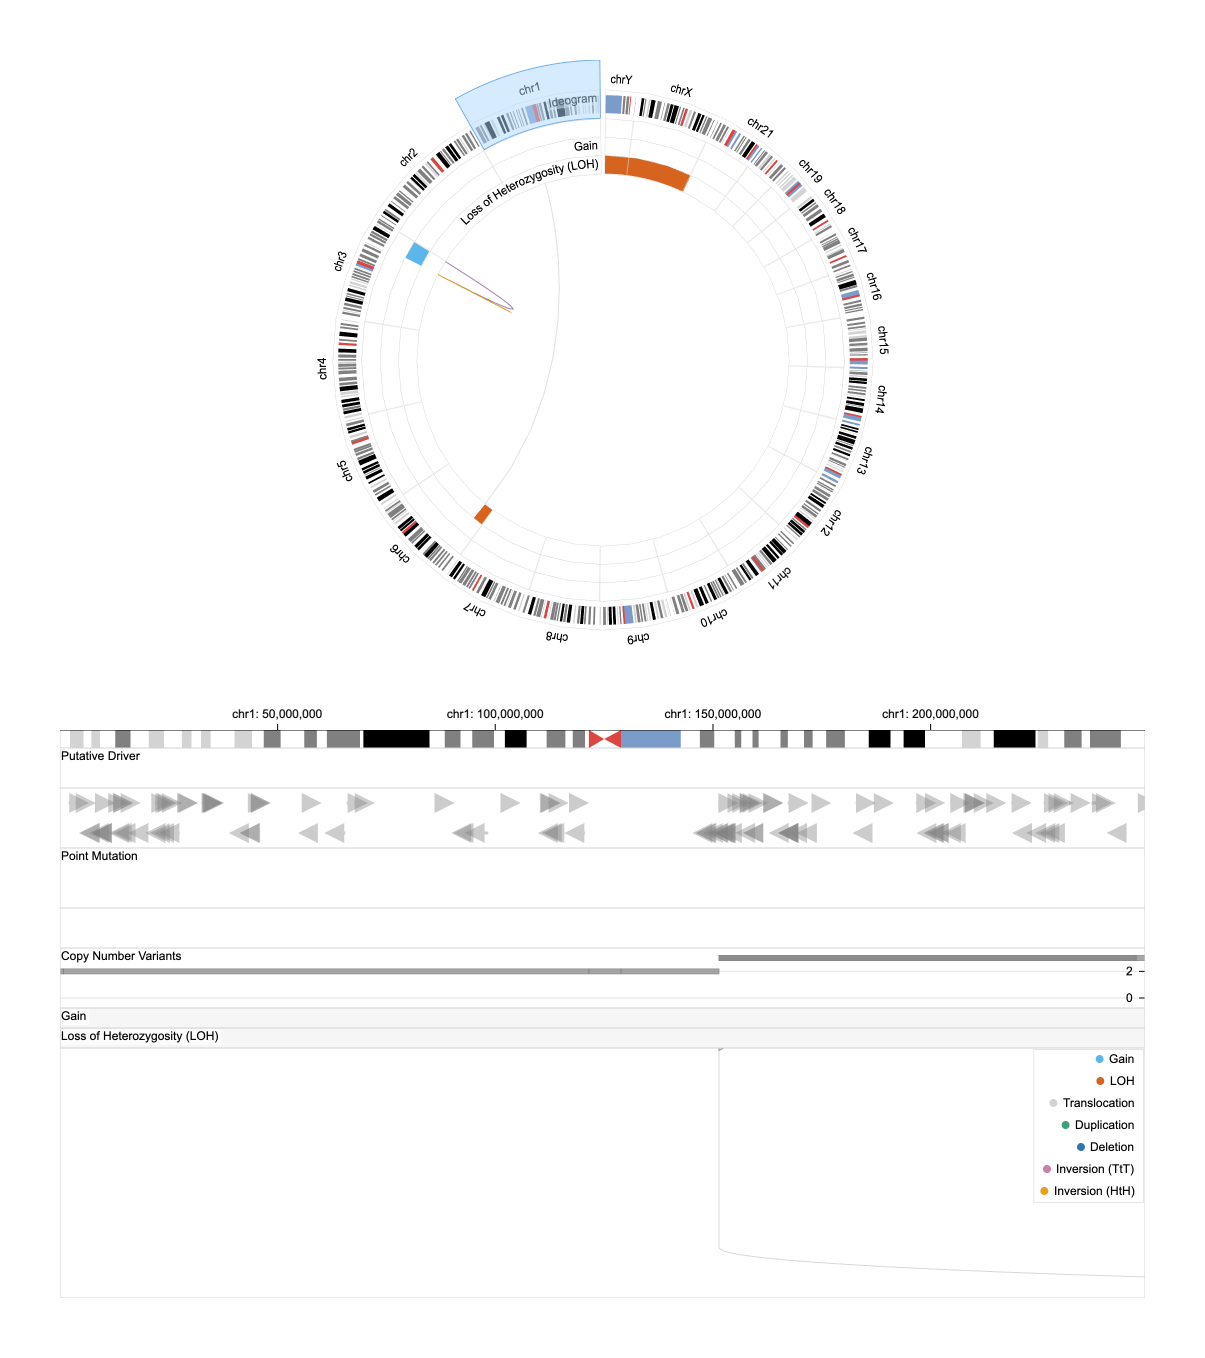 chrY
chrX
chr1
Ideogram
chr21
Gain
chr2
chr19
Loss of Heterozygosity (LOH)
chr18
chr17
chr3
chr16
chr15
chr4
chr14
chr5
chr13
chr12
chr6
chr11
chr7
chr10
chr8
chr9
chr1: 50,000,000
chr1: 100,000,000
chr1: 150,000,000
chr1: 200,000,000
Putative Driver
Point Mutation
Copy Number Variants
2
0
Gain
Loss of Heterozygosity (LOH)
Gain
LOH
Translocation
Duplication
Deletion
Inversion (TtT)
Inversion (HtH)